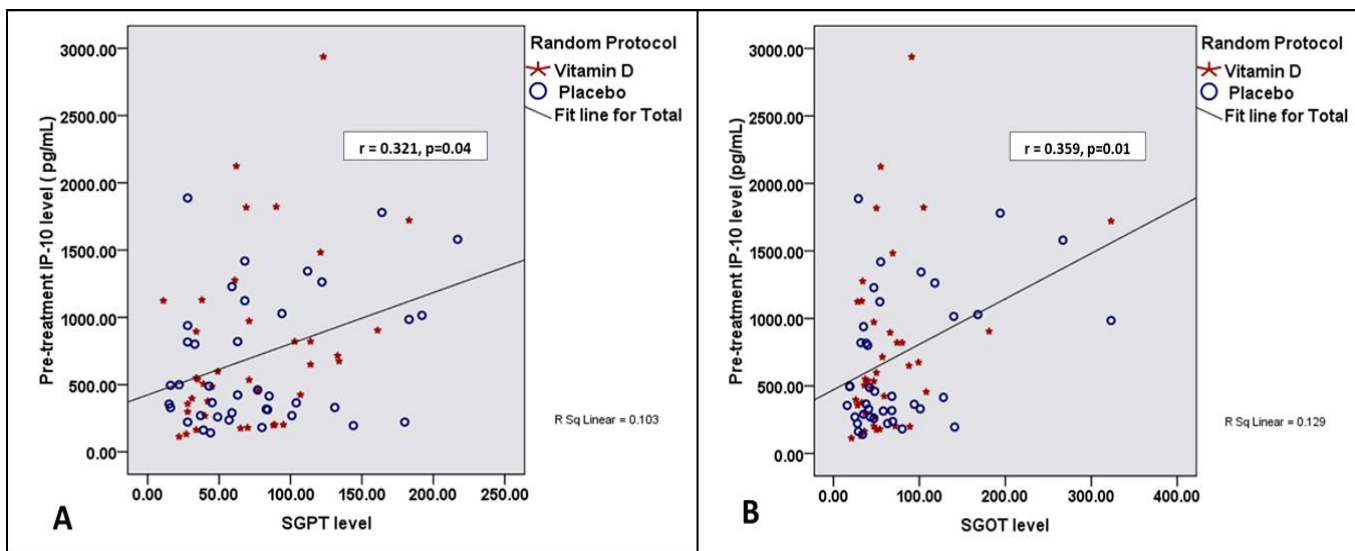 3000.00
2500.00
2000.00
1500.00
1000.00
500.00
0.00
Pre-treatment IP-10 level ( pg/mL)
0.00 50.00 100.00 150.00 200.00 250.00
SGPT level
A
r = 0.321, p=0.04
Random Protocol
Vitamin D
Placebo
Fit line for Total
R Sq Linear = 0.103
3000.00
2500.00
2000.00
1500.00
1000.00
500.00
0.00
Pre-treatment IP-10 level (pg/mL)
0.00 100.00 200.00 300.00 400.00
SGOT level
B
r = 0.359, p=0.01
Random Protocol
Vitamin D
Placebo
Fit line for Total
R Sq Linear = 0.129